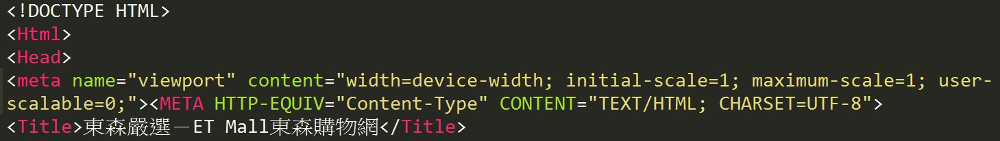 <!DOCTYPE HTML>
<Html>
<Head>
<meta name="viewport" content="width=device-width; initial-scale=1; maximum-scale=1; user-
scalable=0;"><META HTTP-EQUIV="Content-Type" CONTENT="TEXT/HTML; CHARSET=UTF-8">
<Title>東森嚴選－ET Mall東森購物網</Title>